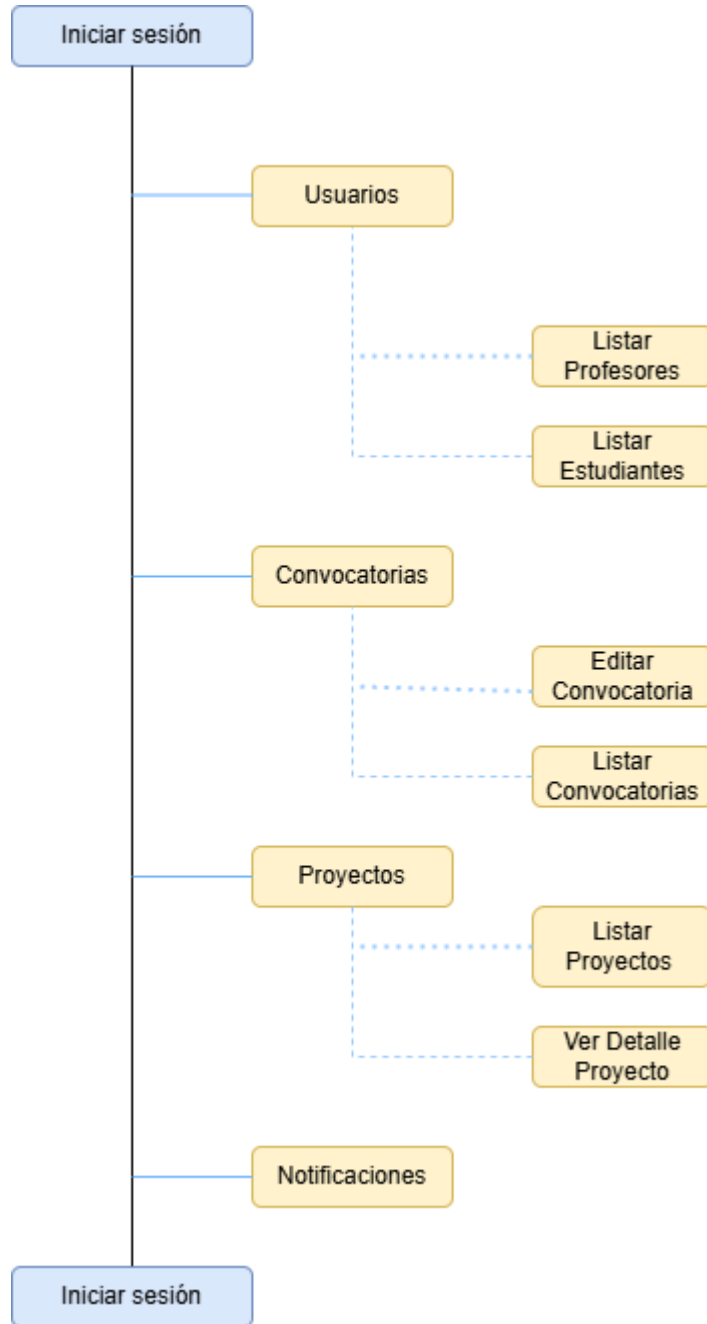 Iniciar sesión
Usuarios
Listar
Profesores
Listar
Estudiantes
Convocatorias
Editar
Convocatoria
Listar
Convocatorias
Proyectos
Listar
Proyectos
Ver Detalle
Proyecto
Notificaciones
Iniciar sesión